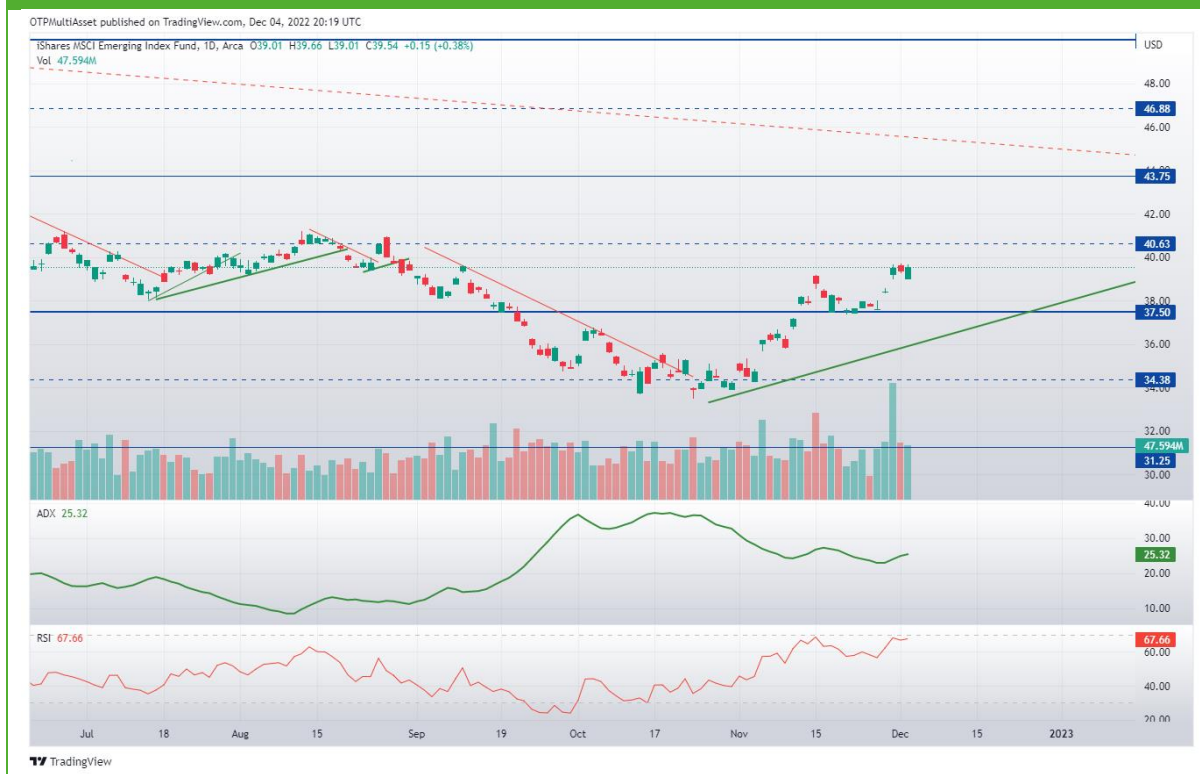 OTPMultiAsset published on TradingView.com, Dec 04, 2022 20:19 UTC
iShares MSCI Emerging Index Fund, 1D, Arca O39.01 H39.66 L39.01 C39.54 +0.15 (+0.38%)
USD
Vol 47.594M
48.00
46.88
46.00
44.00
43.75
42.00
40.63
40.00
38.00
37.50
36.00
34.38
34.00
32.00
47.594M
31.25
30.00
40.00
ADX 25.32
30.00
25.32
20.00
10.00
RSI 67.66
67.66
60.00
40.00
20.00
Jul 18 Aug 15 Sep 19 Oct 17 Nov 15 Dec 15 2023
TradingView